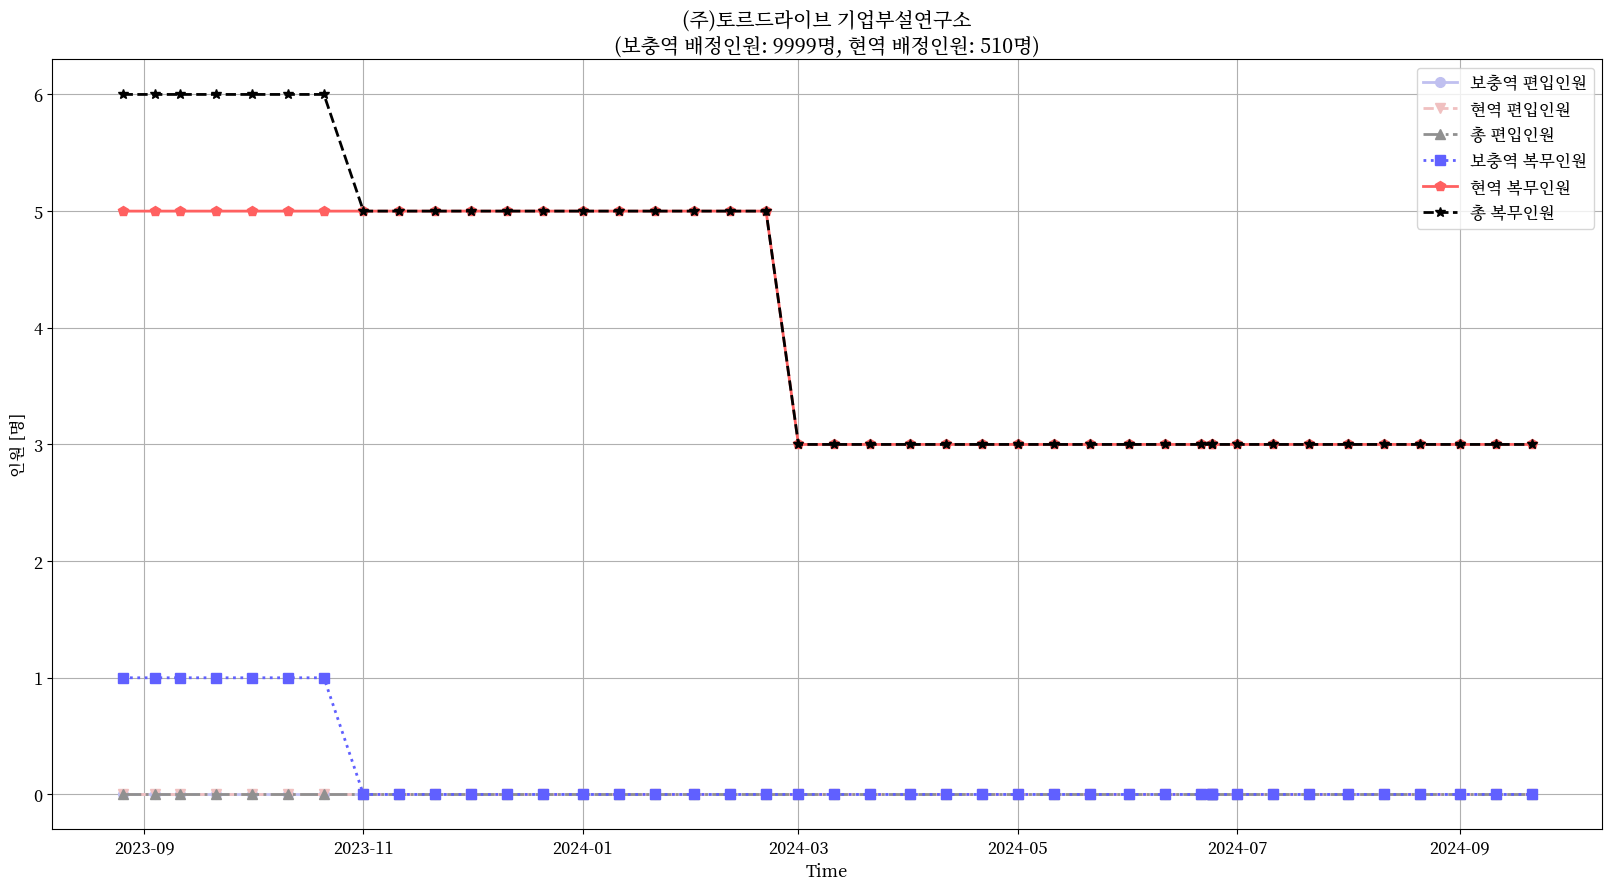 (주)토르드라이브 기업부설연구소
(보충역 배정인원: 9999명, 현역 배정인원: 510명)
보충역 편입인원
현역 편입인원
총 편입인원
보충역 복무인원
현역 복무인원
총 복무인원
인원 [명]
6
5
4
3
2
1
0
2023-09
2023-11
2024-01
2024-03
2024-05
2024-07
2024-09
Time